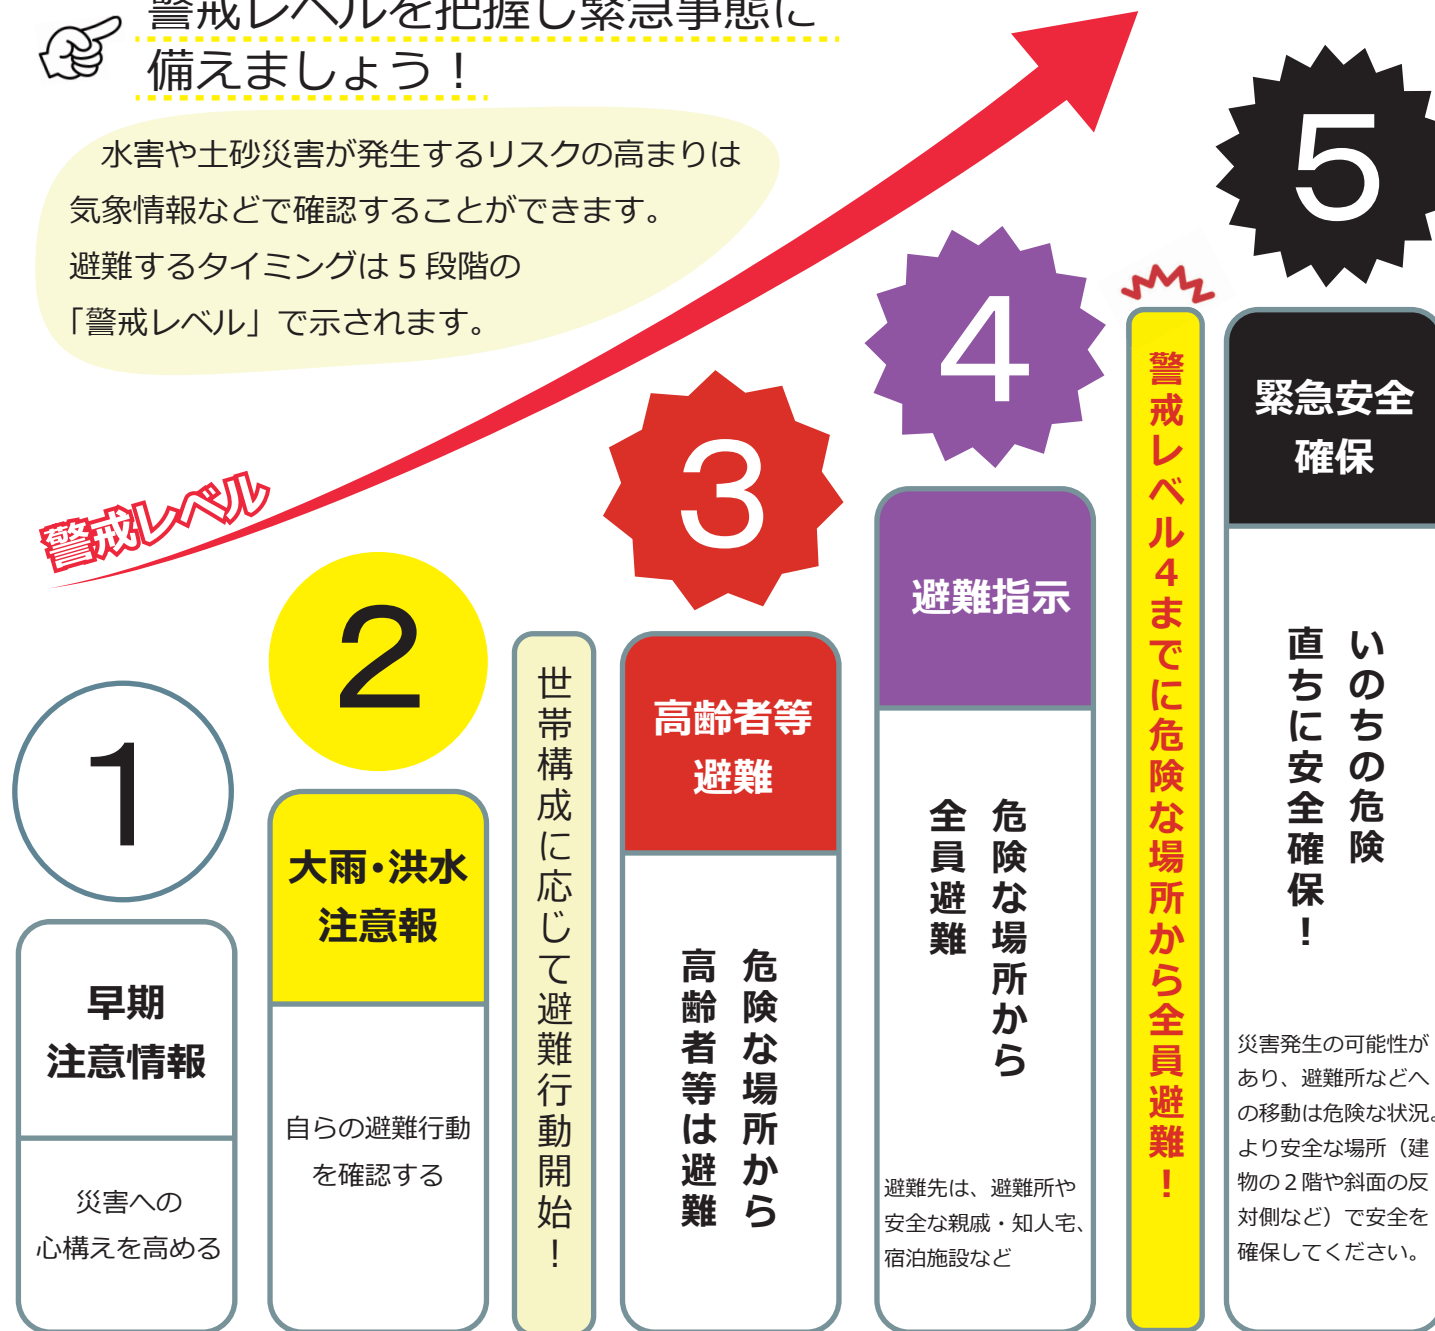 警戒レベルを把握し緊急事態に
備えましょう！
水害や土砂災害が発生するリスクの高まりは
気象情報などで確認することができます。
避難するタイミングは５段階の
「警戒レベル」で示されます。
警戒レベル
1
早期
注意情報
災害への
心構えを高める
2
大雨・洪水
注意報
自らの避難行動
を確認する
世帯構成に応じて避難行動開始！
3
高齢者等
避難
危険な場所から
高齢者等は避難
4
避難指示
危険な場所から
全員避難
避難先は、避難所や
安全な親戚・知人宅、
宿泊施設など
警戒レベル４までに危険な場所から全員避難！
5
緊急安全
確保
いのちの危険
直ちに安全確保！
災害発生の可能性が
あり、避難所などへ
の移動は危険な状況。
より安全な場所（建
物の２階や斜面の反
対側など）で安全を
確保してください。